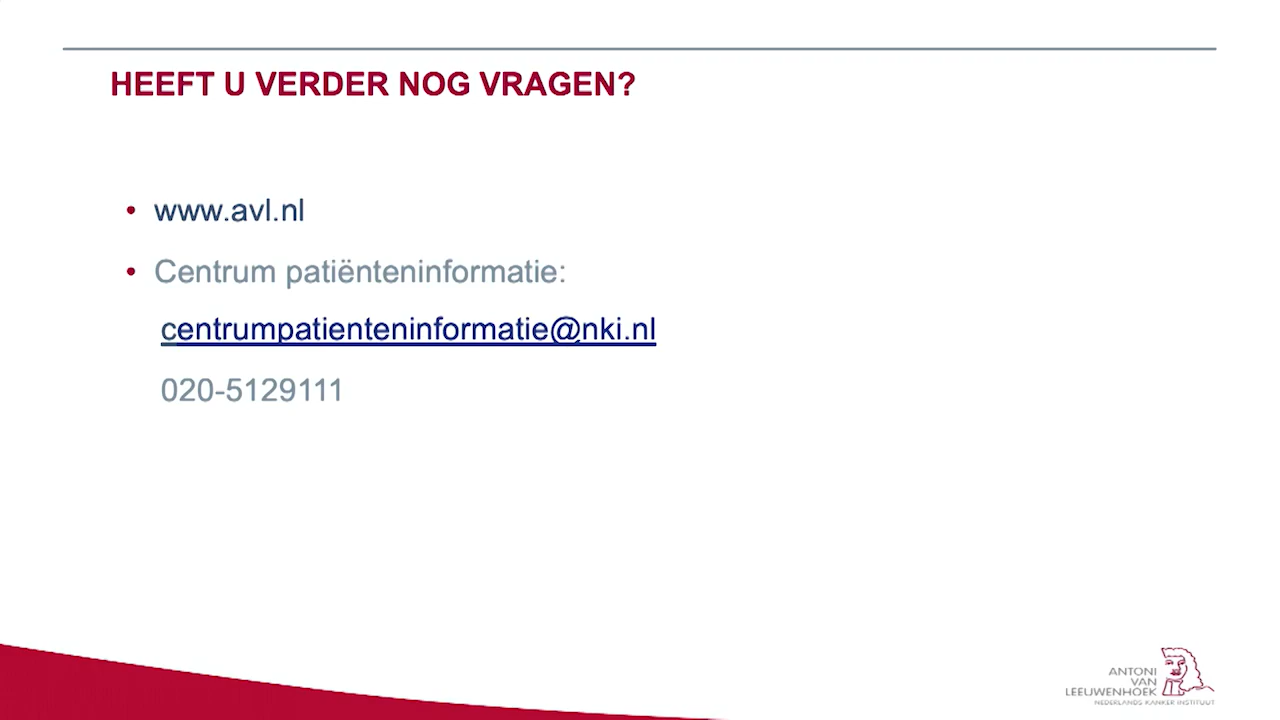 HEEFT U VERDER NOG VRAGEN?
• www.avl.nl
• Centrum patiënteninformatie:
centrumpatienteninformatie@nki.nl
020-5129111
ANTONI
VAN
LEEUWENHOEK
NEDERLANDS KANKER INSTITUUT